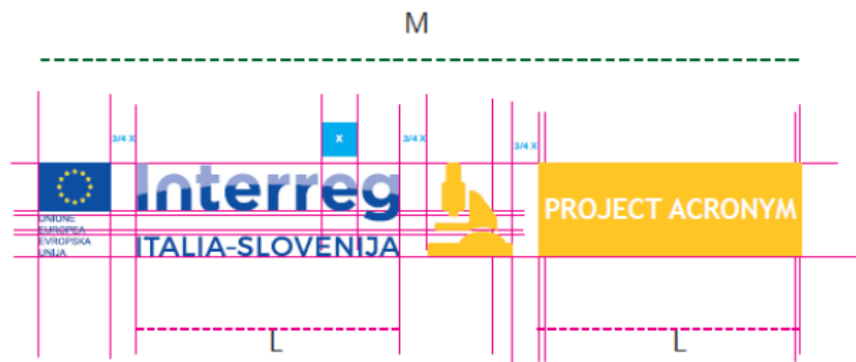 M
3/4 X
X
3/4 X
3/4 X
Interreg
PROJECT ACRONYM
UNIONE
EUROPEA
EVROPSKA
UNIJA
ITALIA-SLOVENIJA
L
L